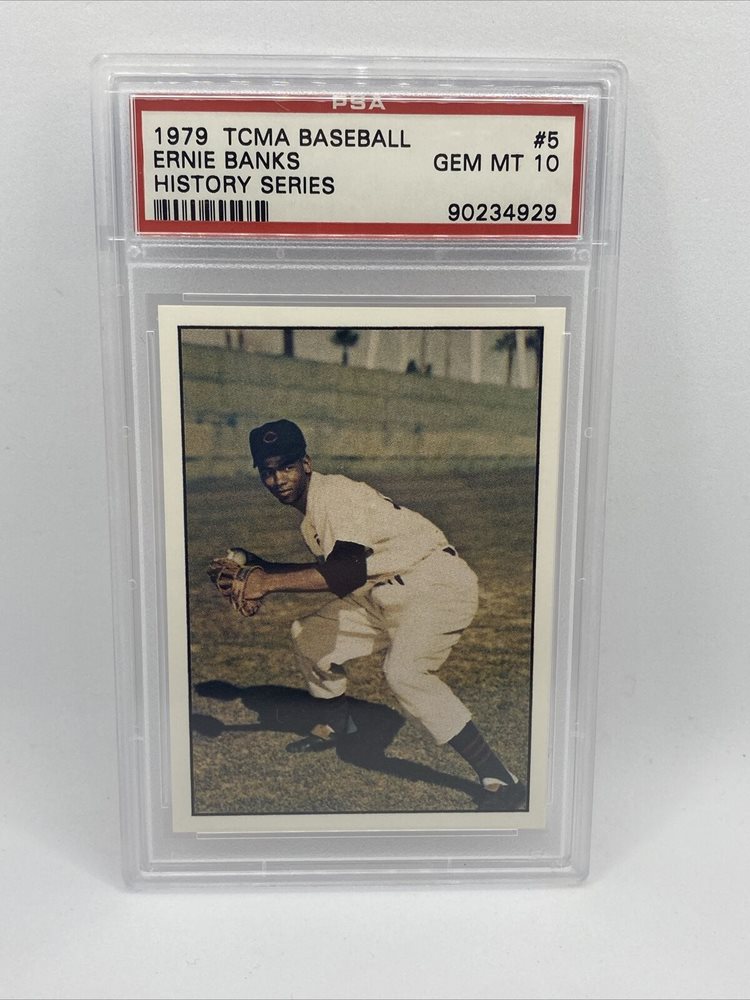 PSA
1979 TCMA BASEBALL #5
ERNIE BANKS GEM MT 10
HISTORY SERIES
90234929
C